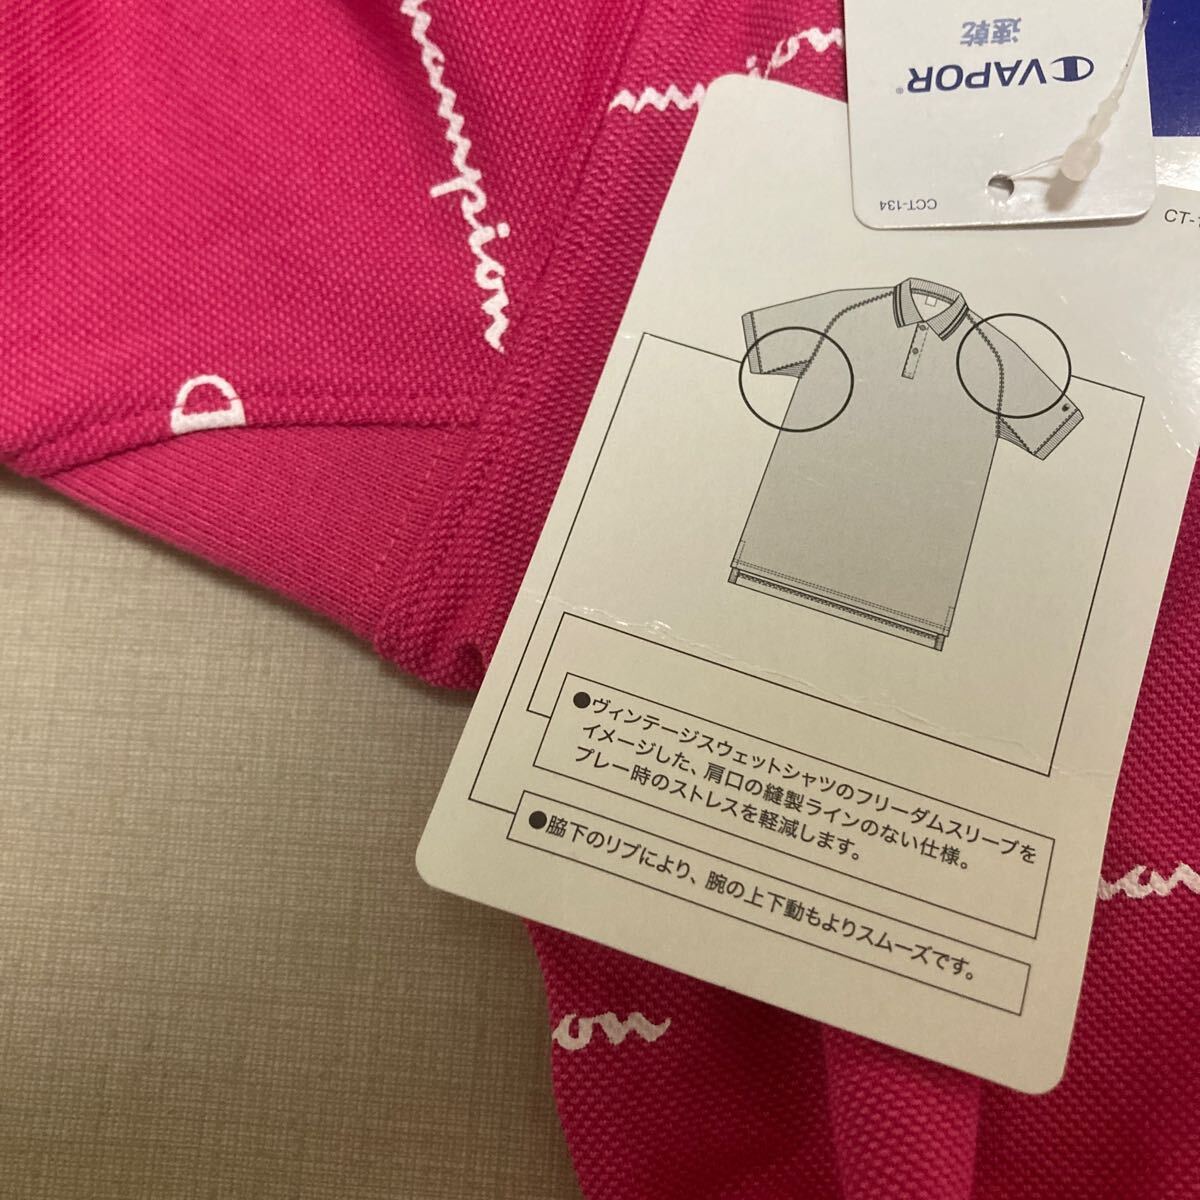 hampion
mpion
VAPOR®
速乾
CCT-134
CT-1
●ヴィンテージスウェットシャツのフリーダムスリーブを
イメージした、肩口の縫製ラインのない仕様。
プレー時のストレスを軽減します。
●脇下のリブにより、腕の上下動もよりスムーズです。
on